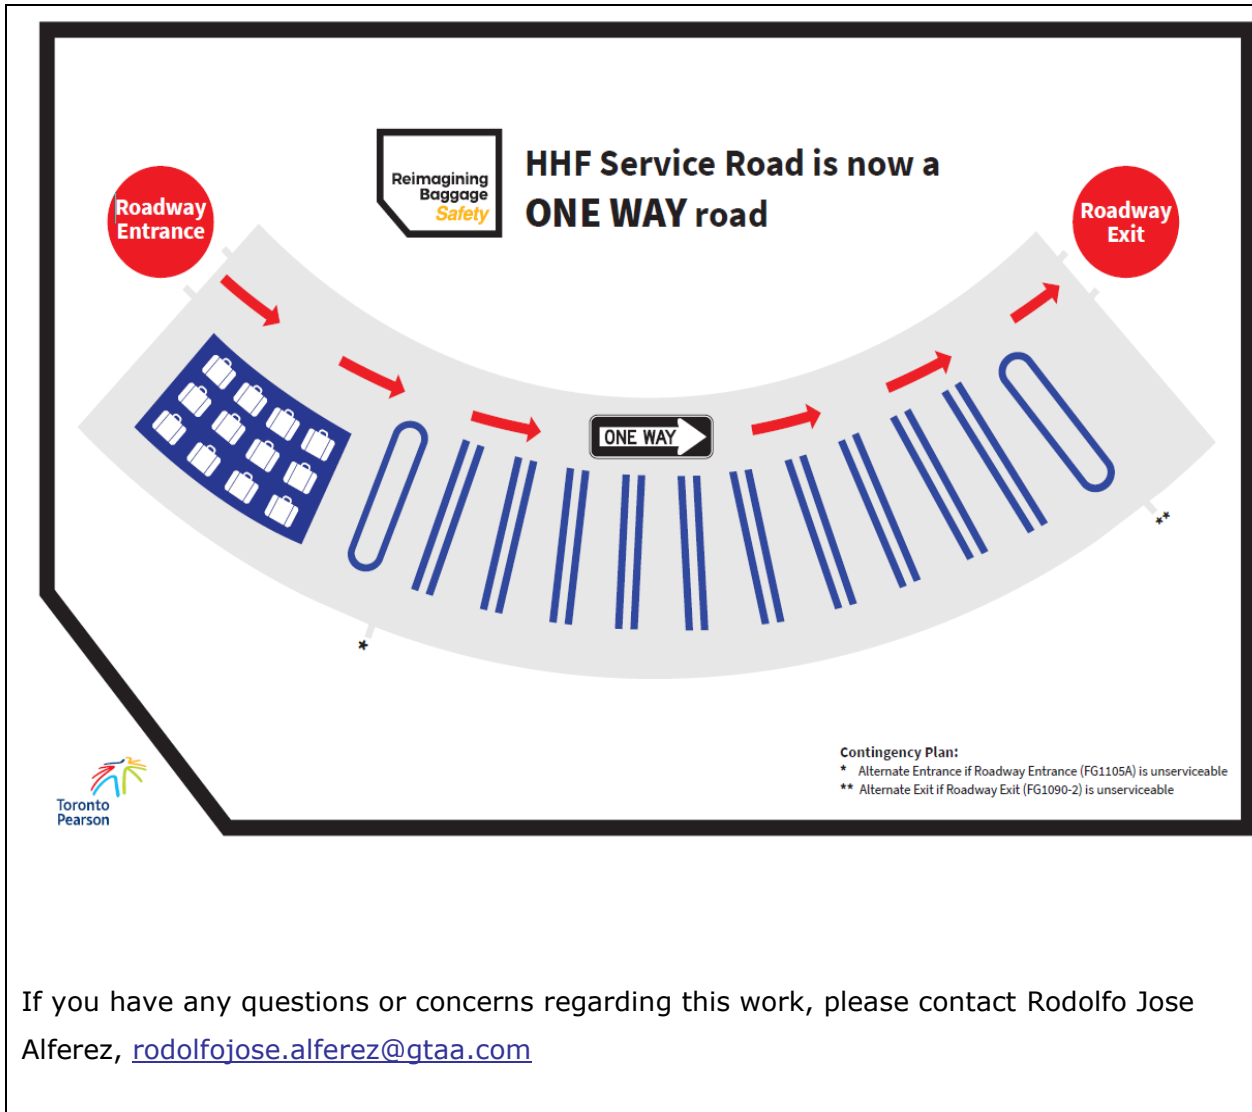 Reimagining
Baggage
Safety
HHF Service Road is now a
ONE WAY road
Roadway
Entrance
Roadway
Exit
ONE WAY
*
**
Contingency Plan:
* Alternate Entrance if Roadway Entrance (FG1105A) is unserviceable
** Alternate Exit if Roadway Exit (FG1090-2) is unserviceable
Toronto
Pearson
If you have any questions or concerns regarding this work, please contact Rodolfo Jose
Alferez, rodolfojose.alferez@gtaa.com